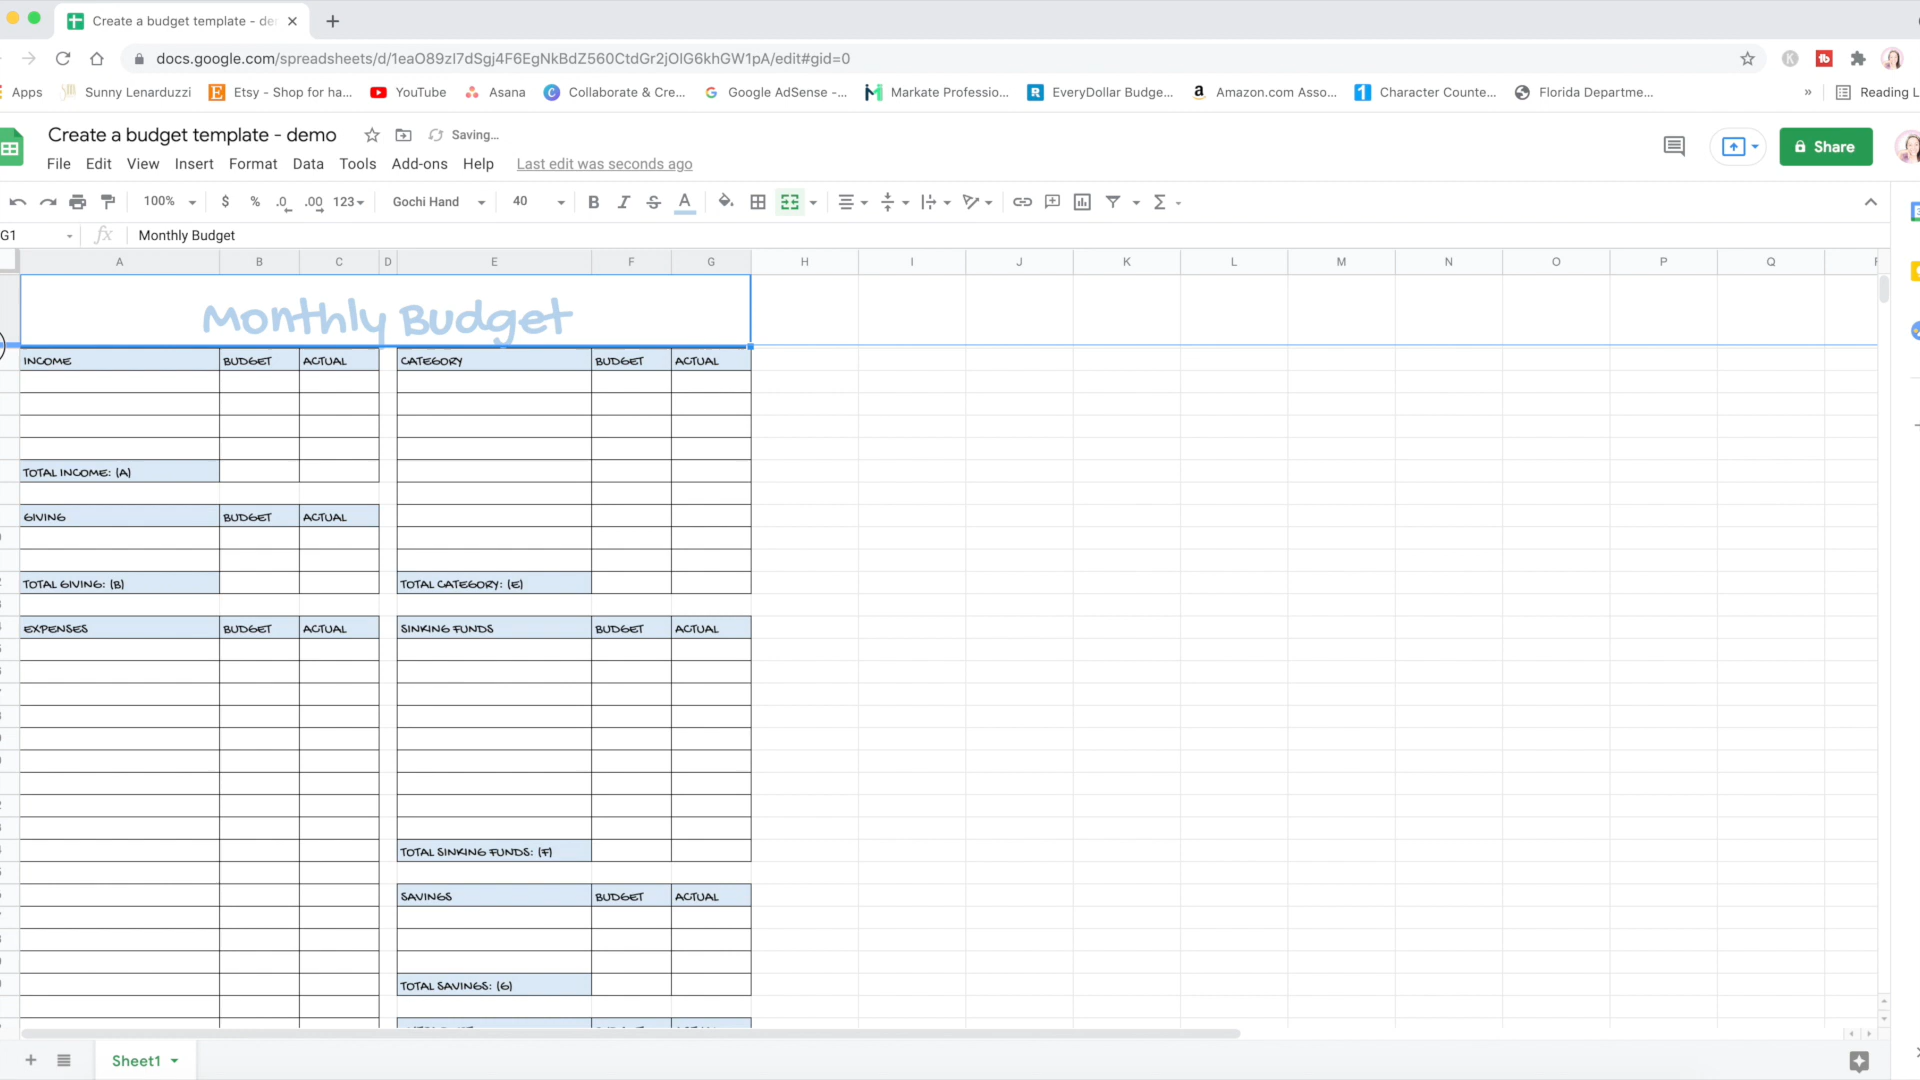 Create a budget template - de
docs.google.com/spreadsheets/d/1eaO89zI7dSgj4F6EgNkBdZ560CtdGr2jOIG6khGW1pA/edit#gid=0
Apps Sunny Lenarduzzi Etsy - Shop for ha... YouTube Asana Collaborate & Cre... Google AdSense -... Markate Professio... EveryDollar Budge... Amazon.com Asso... Character Counte... Florida Departme... » Reading L
Create a budget template - demo Saving...
File Edit View Insert Format Data Tools Add-ons Help Last edit was seconds ago
Share
100% $ % .0 .00 123 Gochi Hand 40 B I S A Σ
G1 fx Monthly Budget
A B C D E F G H I J K L M N O P Q
Monthly Budget
INCOME BUDGET ACTUAL CATEGORY BUDGET ACTUAL
TOTAL INCOME: (A)
GIVING BUDGET ACTUAL
TOTAL GIVING: (B) TOTAL CATEGORY: (E)
EXPENSES BUDGET ACTUAL SINKING FUNDS BUDGET ACTUAL
TOTAL SINKING FUNDS: (F)
SAVINGS BUDGET ACTUAL
TOTAL SAVINGS: (G)
Sheet1